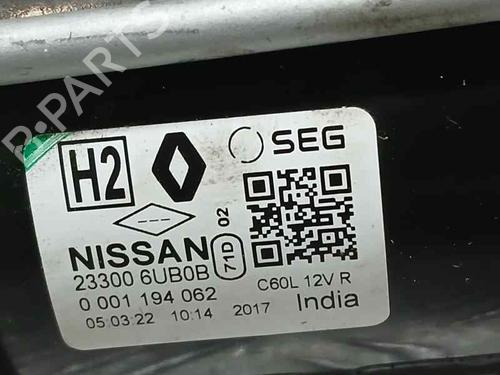 B-PARTS
H2
SEG
---
NISSAN
71D
02
23300 6UB0B
0 001 194 062
05.03.22 10:14 2017
C60L 12V R
India